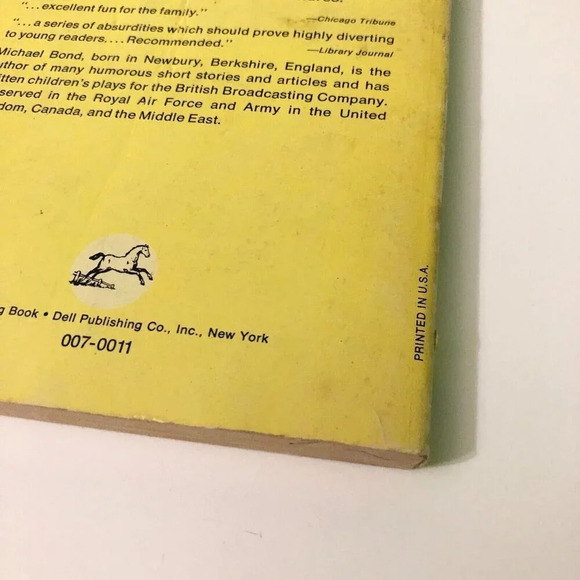 "...excellent fun for the family."
—Chicago Tribune
"...a series of absurdities which should prove highly diverting
to young readers....Recommended."
—Library Journal
Michael Bond, born in Newbury, Berkshire, England, is the
author of many humorous short stories and articles and has
written children's plays for the British Broadcasting Company.
served in the Royal Air Force and Army in the United
Kingdom, Canada, and the Middle East.
g Book • Dell Publishing Co., Inc., New York
007-0011
PRINTED IN U.S.A.